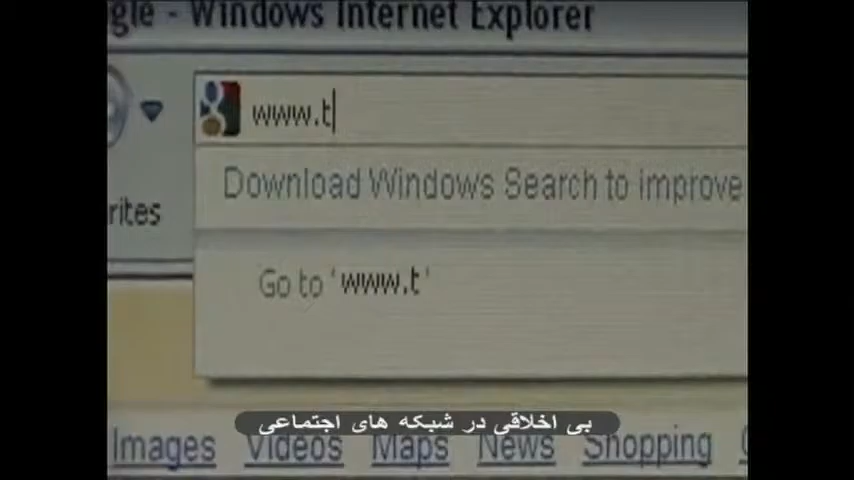 gle - Windows Internet Explorer
www.t
Download Windows Search to improve
rites
Go to 'www.t'
بی اخلاقی در شبکه های اجتماعی
Images Videos Maps News Shopping